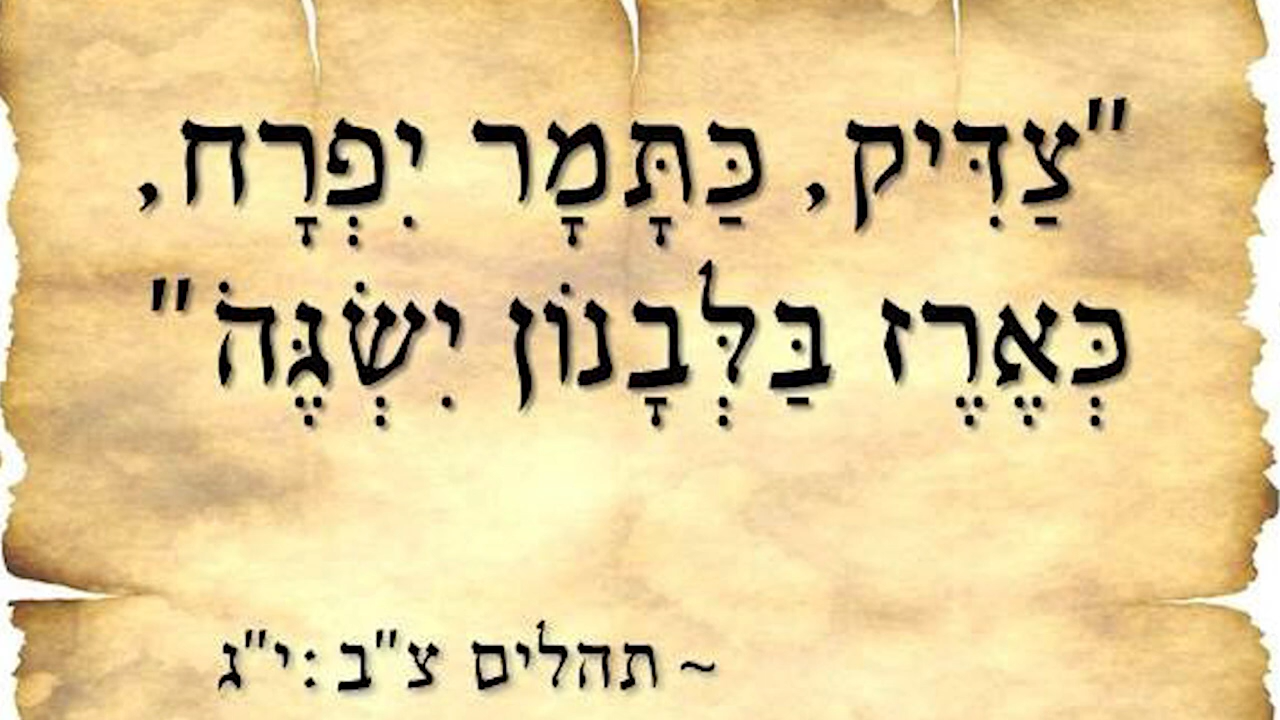 "צַדִּיק, כַּתָּמָר יִפְרָח,
כְּאֶרֶז בַּלְּבָנוֹן יִשְׂגֶּהֹ"
~ תהלים צ"ב:י"ג